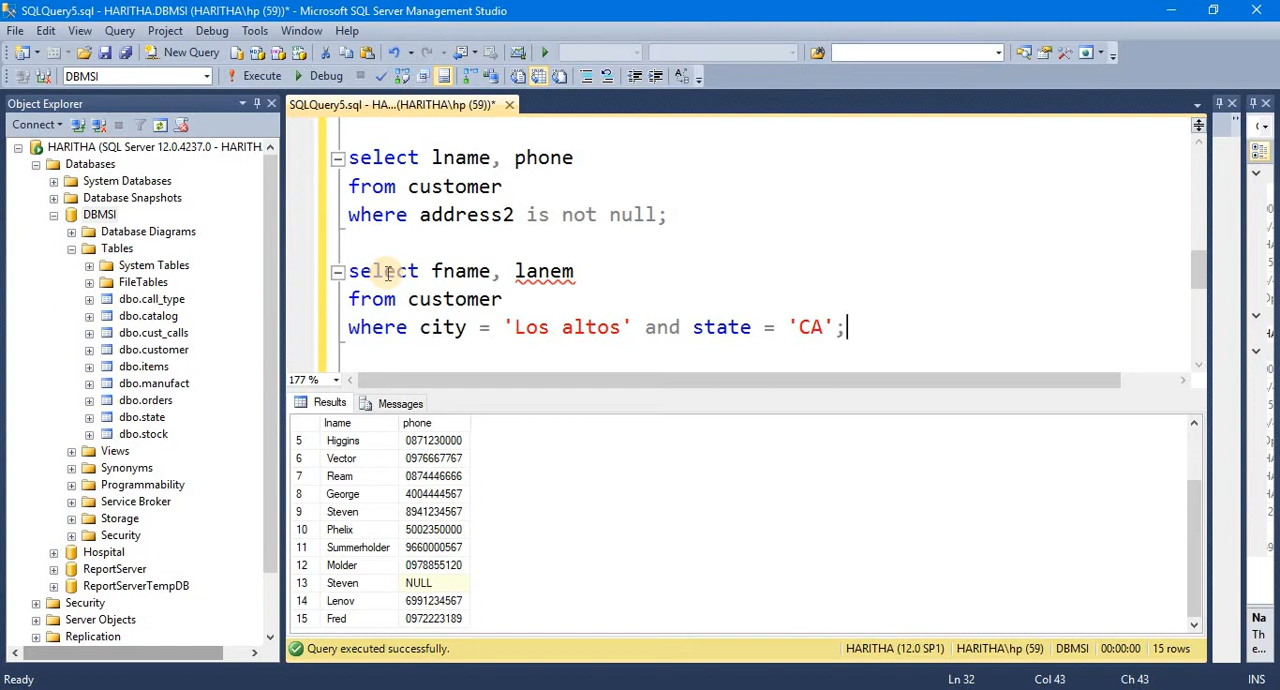 SQLQuery5.sql - HARITHA.DBMSI (HARITHA\hp (59))* - Microsoft SQL Server Management Studio
File Edit View Query Project Debug Tools Window Help
New Query
DBMSI Execute Debug
Object Explorer
SQLQuery5.sql - HA...(HARITHA\hp (59))*
Connect
HARITHA (SQL Server 12.0.4237.0 - HARITH
Databases
System Databases
Database Snapshots
DBMSI
Database Diagrams
Tables
System Tables
FileTables
dbo.call_type
dbo.catalog
dbo.cust_calls
dbo.customer
dbo.items
dbo.manufact
dbo.orders
dbo.state
dbo.stock
Views
Synonyms
Programmability
Service Broker
Storage
Security
Hospital
ReportServer
ReportServerTempDB
Security
Server Objects
Replication
select lname, phone
from customer
where address2 is not null;
select fname, lanem
from customer
where city = 'Los altos' and state = 'CA';
177 %
Results Messages
lname phone
5 Higgins 0871230000
6 Vector 0976667767
7 Ream 0874446666
8 George 4004444567
9 Steven 8941234567
10 Phelix 5002350000
11 Summerholder 9660000567
12 Molder 0978855120
13 Steven NULL
14 Lenov 6991234567
15 Fred 0972223189
Query executed successfully. HARITHA (12.0 SP1) HARITHA\hp (59) DBMSI 00:00:00 15 rows
Na
Th
e...
Ready Ln 32 Col 43 Ch 43 INS